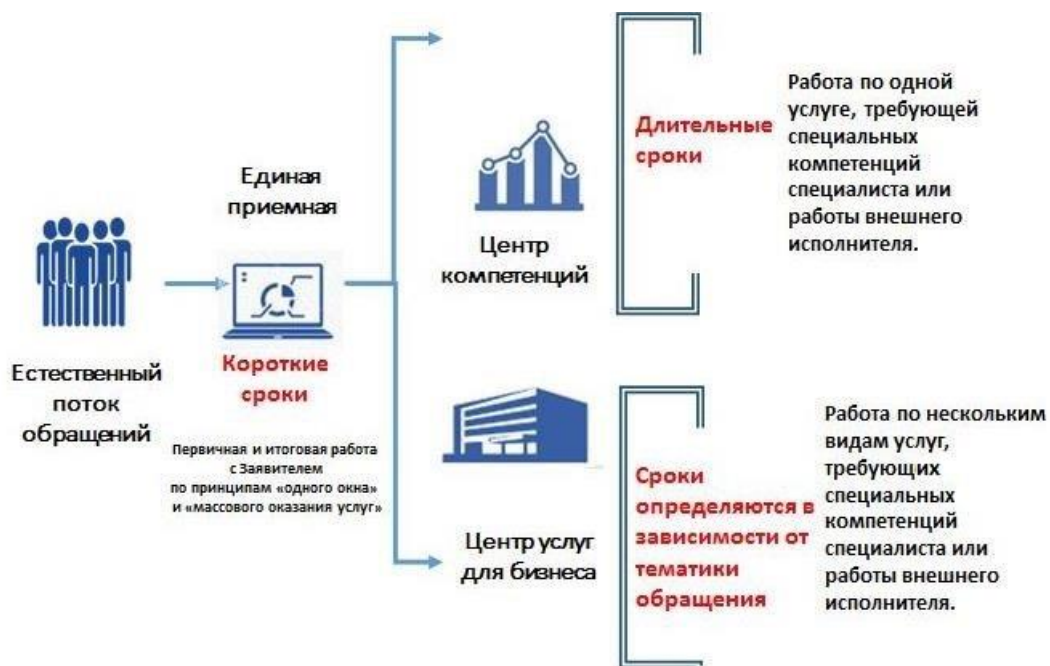 Естественный
поток
обращений
Единая
приемная
Короткие
сроки
Первичная и итоговая работа
с Заявителем
по принципам «одного окна»
и «массового оказания услуг»
Центр
компетенций
Длительные
сроки
Работа по одной
услуге, требующей
специальных
компетенций
специалиста или
работы внешнего
исполнителя.
Центр услуг
для бизнеса
Сроки
определяются в
зависимости от
тематики
обращения
Работа по нескольким
видам услуг,
требующих
специальных
компетенций
специалиста или
работы внешнего
исполнителя.